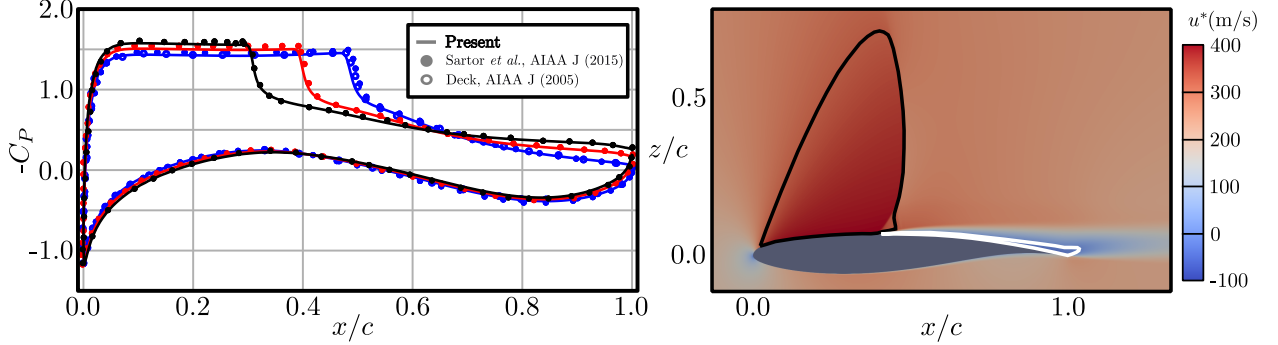 2.0
1.0
0.0
-1.0
-C_P
Present
Sartor et al., AIAA J (2015)
Deck, AIAA J (2005)
0.0 0.2 0.4 0.6 0.8 1.0
x/c
0.5
0.0
z/c
0.0 1.0
x/c
u*(m/s)
400
300
200
100
0
-100